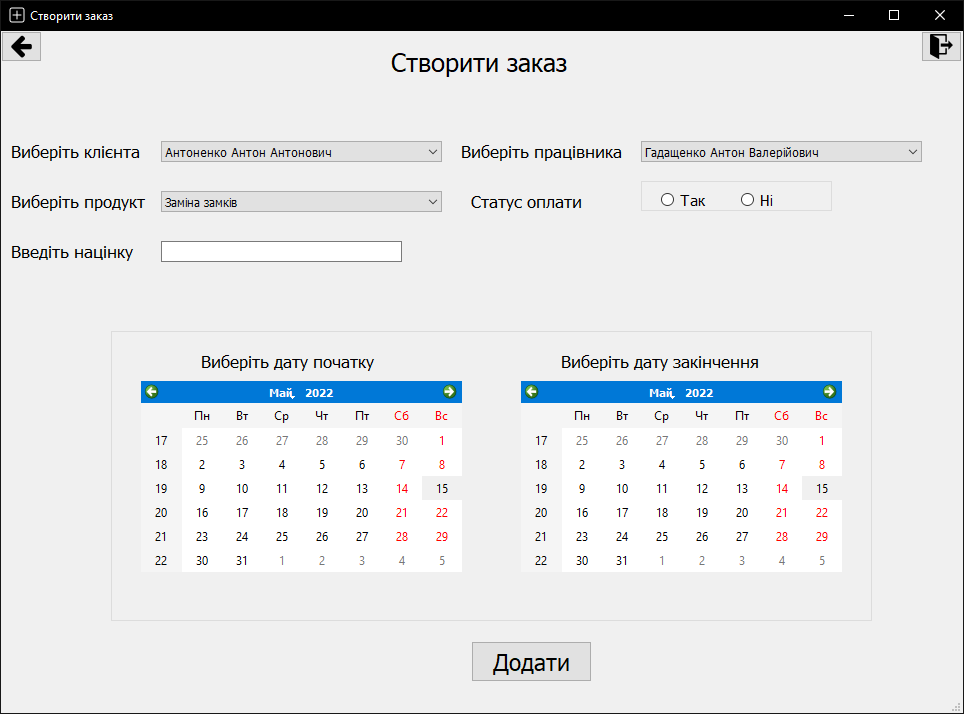 Створити заказ
Створити заказ
Виберіть клієнта Антоненко Антон Антонович Виберіть працівника Гадащенко Антон Валерійович
Виберіть продукт Заміна замків Статус оплати Так Ні
Введіть націнку
Виберіть дату початку Виберіть дату закінчення
Май, 2022 Май, 2022
Пн Вт Ср Чт Пт Сб Вс Пн Вт Ср Чт Пт Сб Вс
17 25 26 27 28 29 30 1 17 25 26 27 28 29 30 1
18 2 3 4 5 6 7 8 18 2 3 4 5 6 7 8
19 9 10 11 12 13 14 15 19 9 10 11 12 13 14 15
20 16 17 18 19 20 21 22 20 16 17 18 19 20 21 22
21 23 24 25 26 27 28 29 21 23 24 25 26 27 28 29
22 30 31 1 2 3 4 5 22 30 31 1 2 3 4 5
Додати